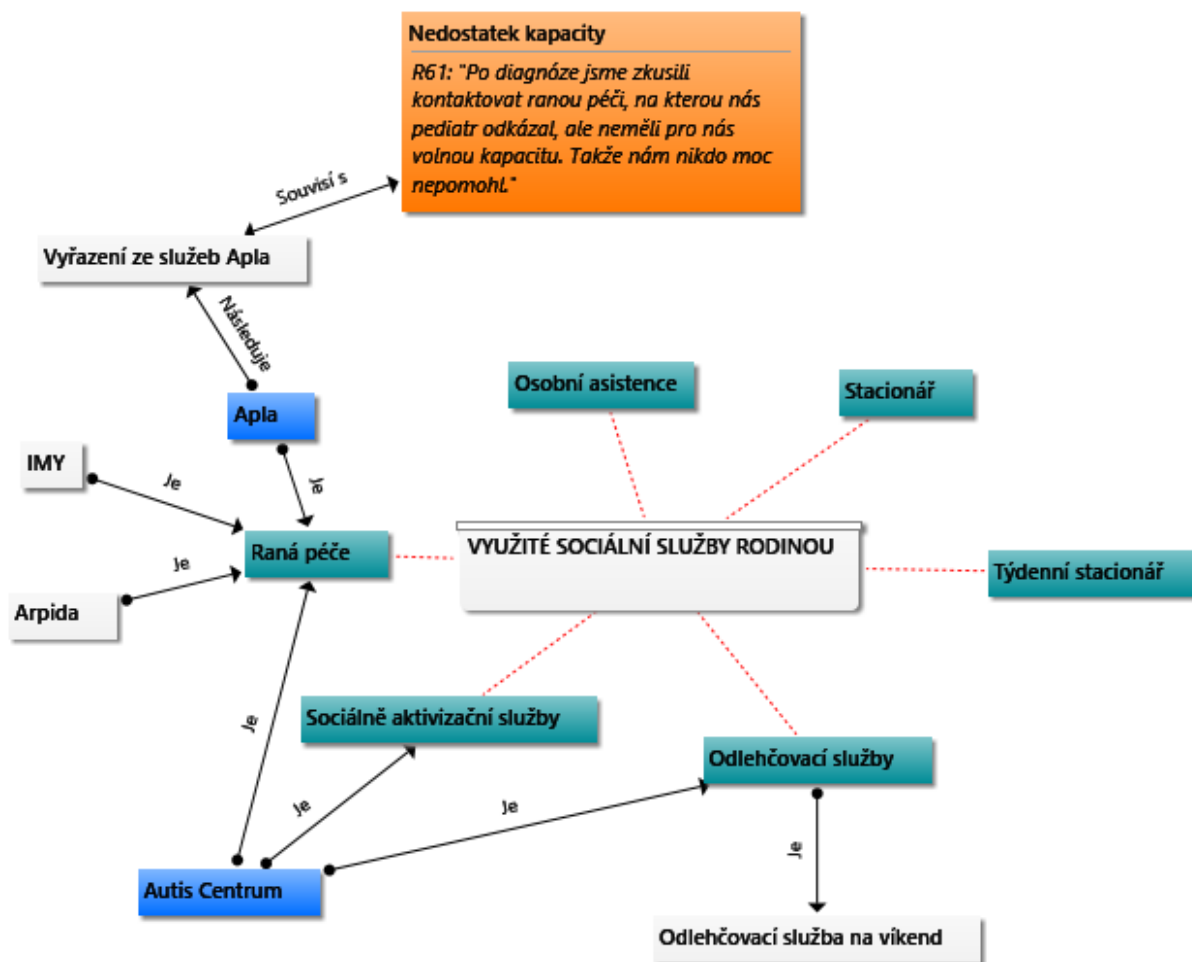 Nedostatek kapacity
R61: "Po diagnóze jsme zkusili
kontaktovat ranou péči, na kterou nás
pediatr odkázal, ale neměli pro nás
volnou kapacitu. Takže nám nikdo moc
nepomohl."
Souvisí s
Vyřazení ze služeb Apla
Následuje
Osobní asistence
Stacionář
Apla
IMY
Je
Je
Raná péče
VYUŽITÉ SOCIÁLNÍ SLUŽBY RODINOU
Týdenní stacionář
Je
Arpida
Je
Sociálně aktivizační služby
Odlehčovací služby
Je
Je
Je
Autis Centrum
Odlehčovací služba na víkend